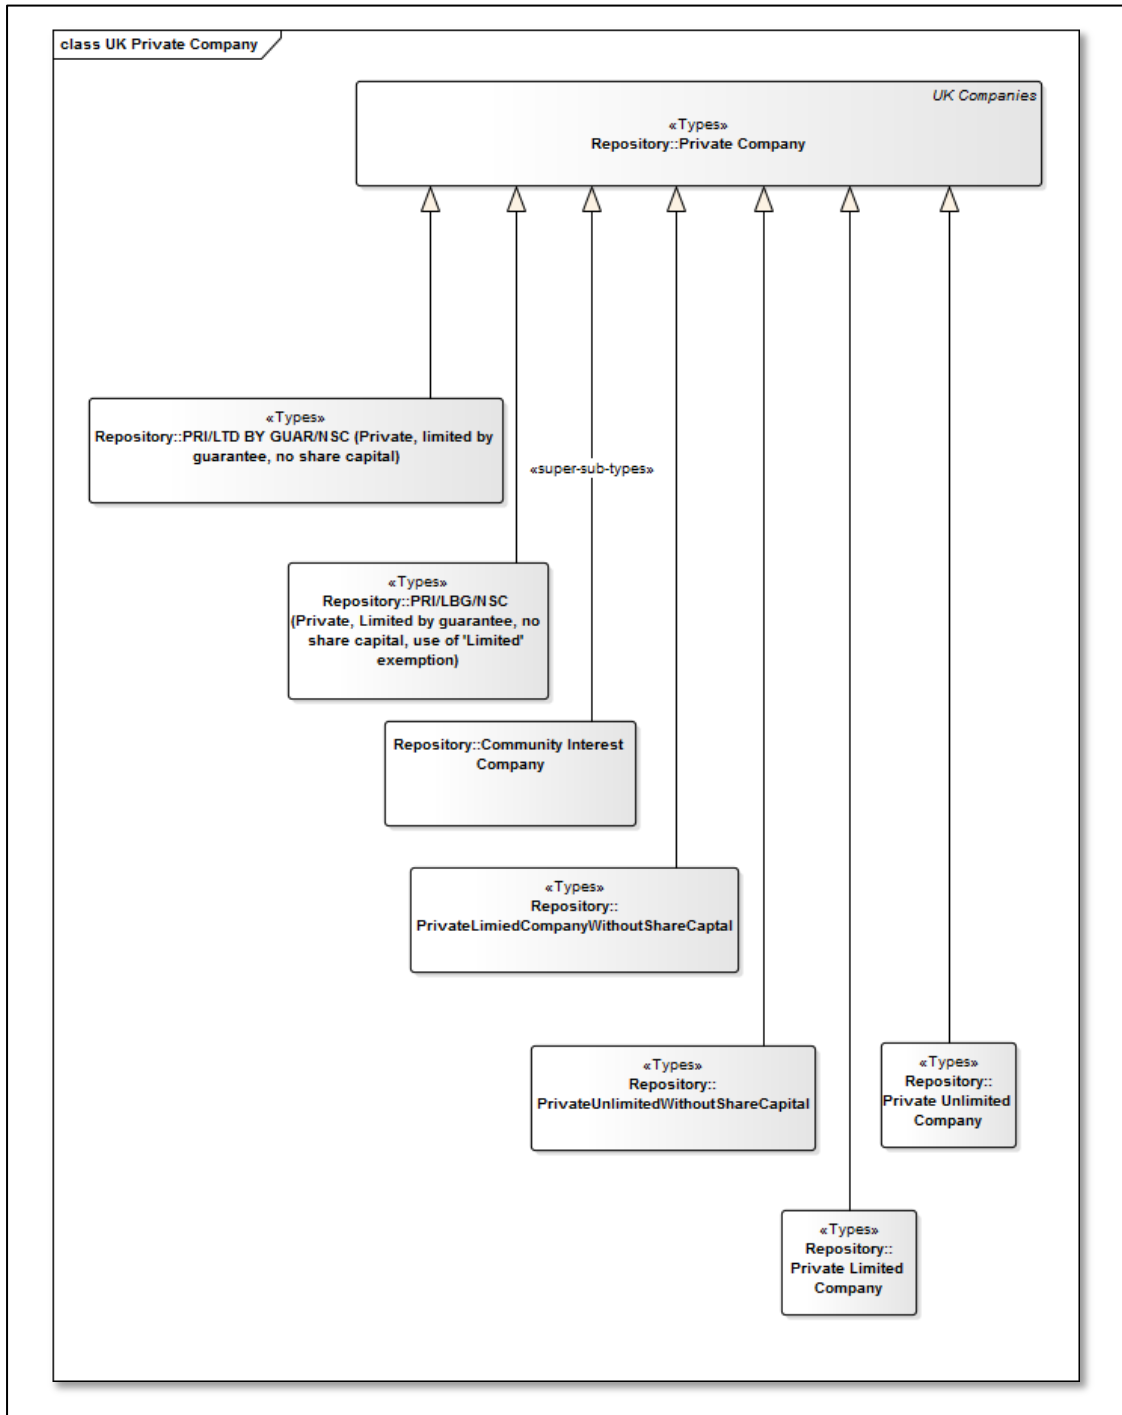 class UK Private Company
UK Companies
«Types»
Repository::Private Company
«Types»
Repository::PRI/LTD BY GUAR/NSC (Private, limited by
guarantee, no share capital)
«super-sub-types»
«Types»
Repository::PRI/LBG/NSC
(Private, Limited by guarantee, no
share capital, use of 'Limited'
exemption)
Repository::Community Interest
Company
«Types»
Repository::
PrivateLimiedCompanyWithoutShareCaptal
«Types»
Repository::
PrivateUnlimitedWithoutShareCapital
«Types»
Repository::
Private Unlimited
Company
«Types»
Repository::
Private Limited
Company